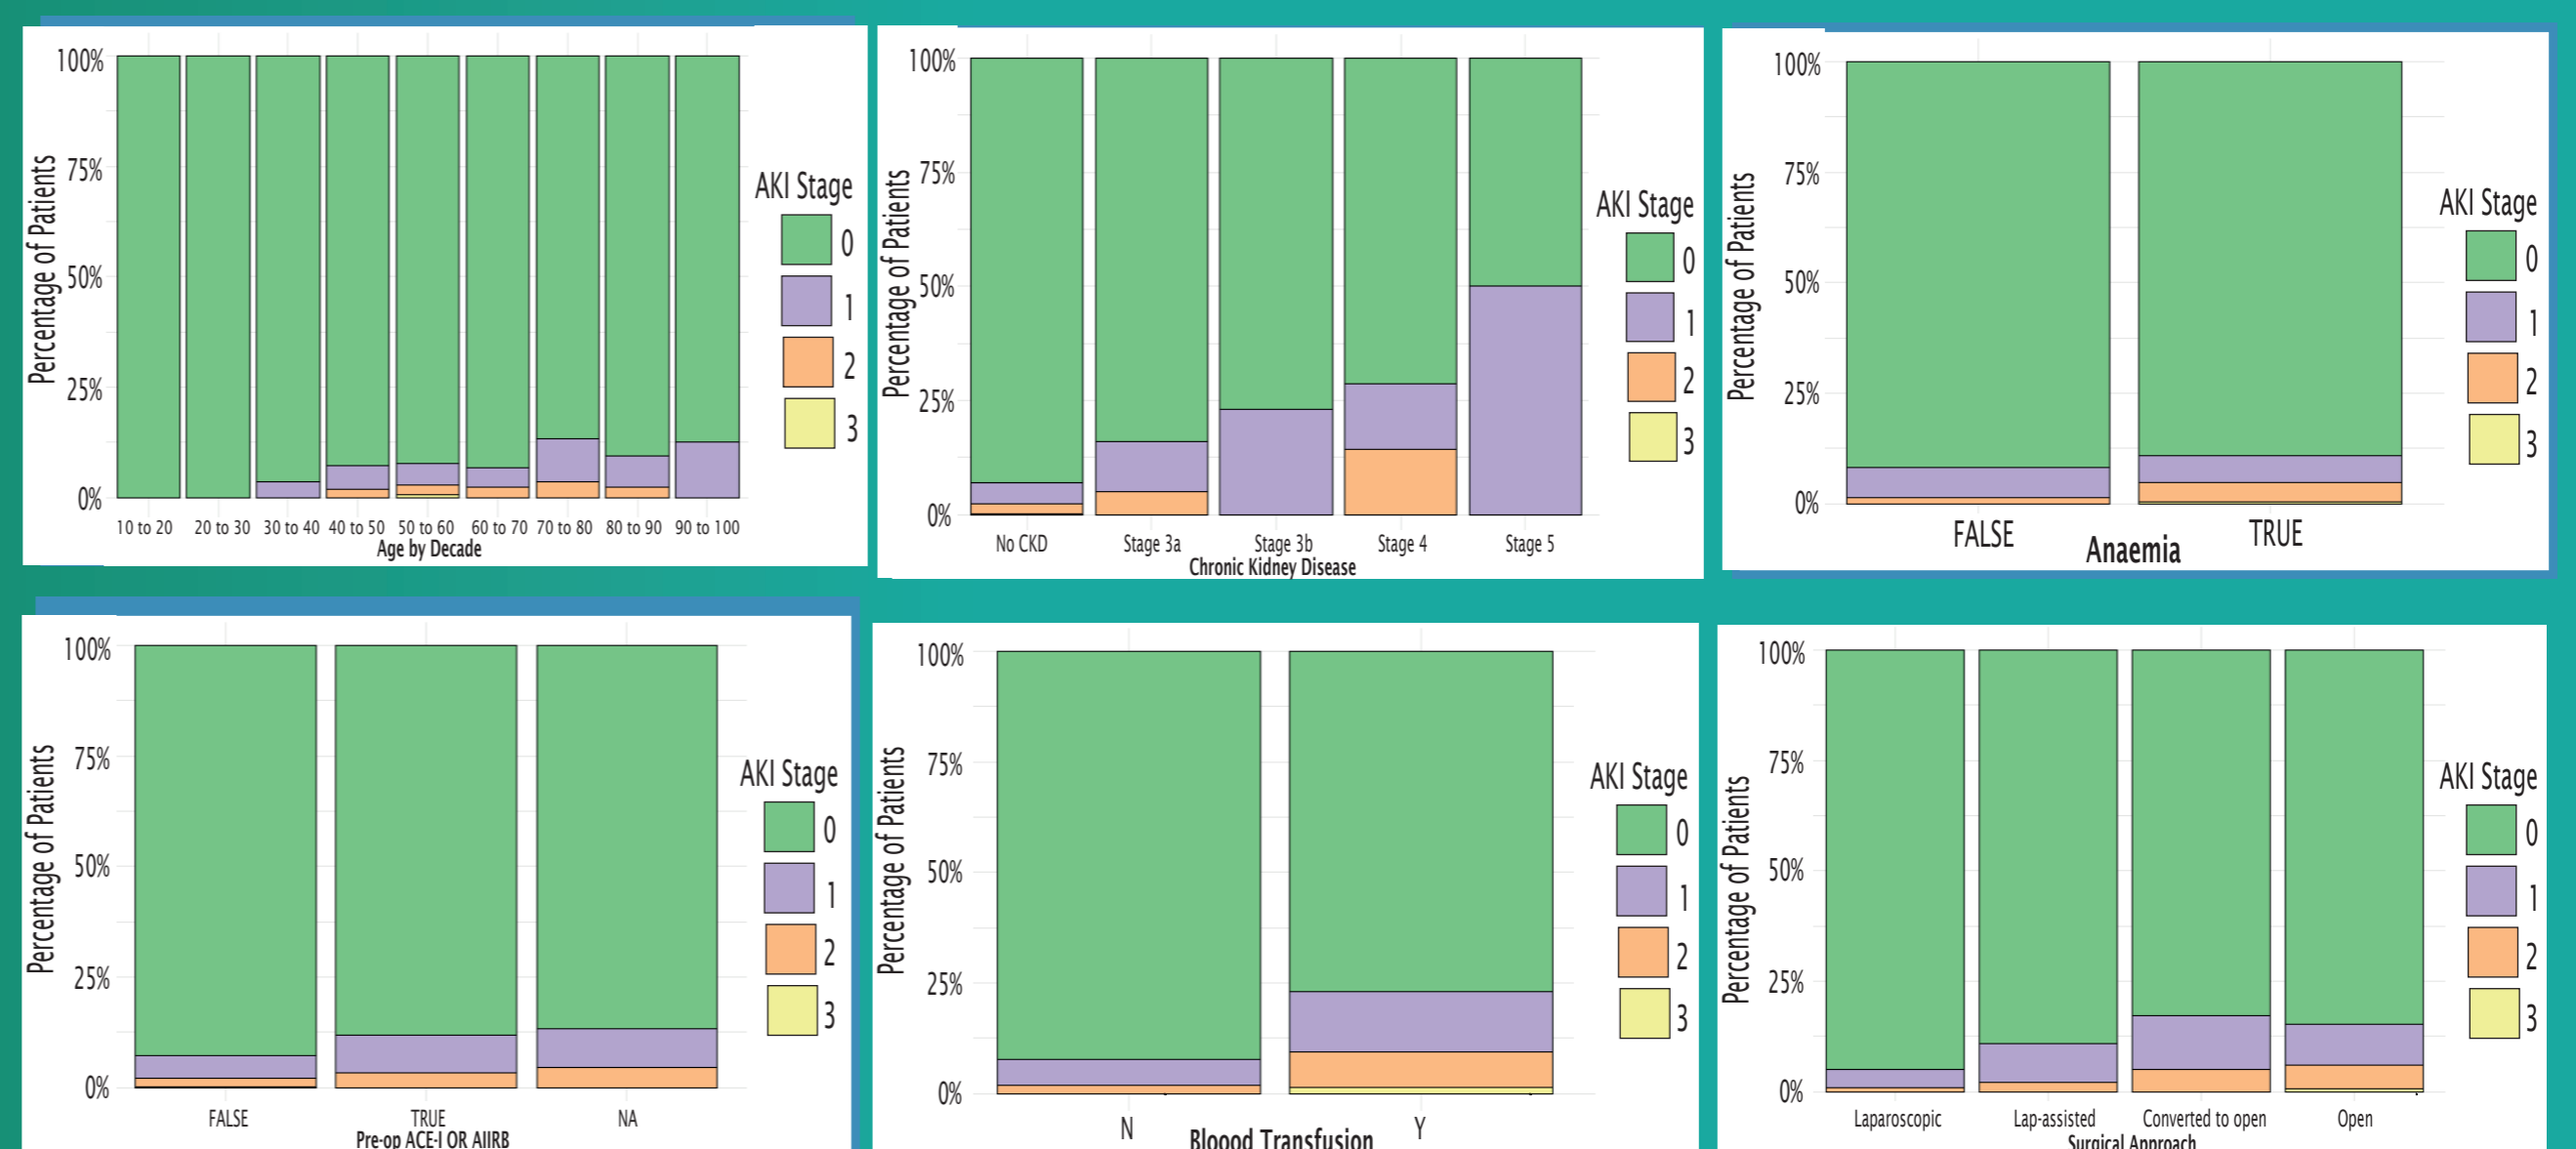 100%
75%
50%
25%
0%
Percentage of Patients
10 to 20 20 to 30 30 to 40 40 to 50 50 to 60 60 to 70 70 to 80 80 to 90 90 to 100
Age by Decade
AKI Stage
0
1
2
3
100%
75%
50%
25%
0%
Percentage of Patients
No CKD Stage 3a Stage 3b Stage 4 Stage 5
Chronic Kidney Disease
AKI Stage
0
1
2
3
100%
75%
50%
25%
0%
Percentage of Patients
FALSE TRUE
Anaemia
AKI Stage
0
1
2
3
100%
75%
50%
25%
0%
Percentage of Patients
FALSE TRUE NA
Pre-op ACE-I OR AIIRB
AKI Stage
0
1
2
3
100%
75%
50%
25%
0%
Percentage of Patients
N Y
Bloood Transfusion
AKI Stage
0
1
2
3
100%
75%
50%
25%
0%
Percentage of Patients
Laparoscopic Lap-assisted Converted to open Open
Surgical Approach
AKI Stage
0
1
2
3